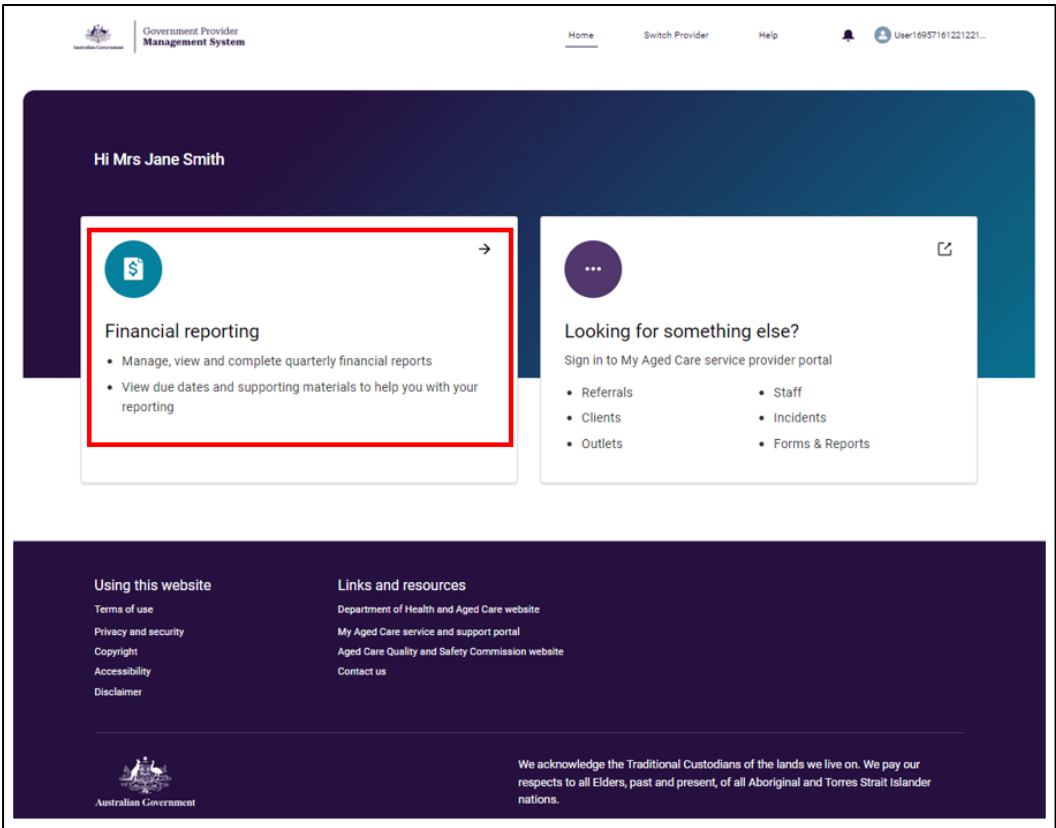 Government Provider
Management System
Australian Government
Home
Switch Provider
Help
User16957161221221...
Hi Mrs Jane Smith
Financial reporting
• Manage, view and complete quarterly financial reports
• View due dates and supporting materials to help you with your
reporting
Looking for something else?
Sign in to My Aged Care service provider portal
• Referrals
• Clients
• Outlets
• Staff
• Incidents
• Forms & Reports
Using this website
Terms of use
Privacy and security
Copyright
Accessibility
Disclaimer
Links and resources
Department of Health and Aged Care website
My Aged Care service and support portal
Aged Care Quality and Safety Commission website
Contact us
Australian Government
We acknowledge the Traditional Custodians of the lands we live on. We pay our
respects to all Elders, past and present, of all Aboriginal and Torres Strait Islander
nations.